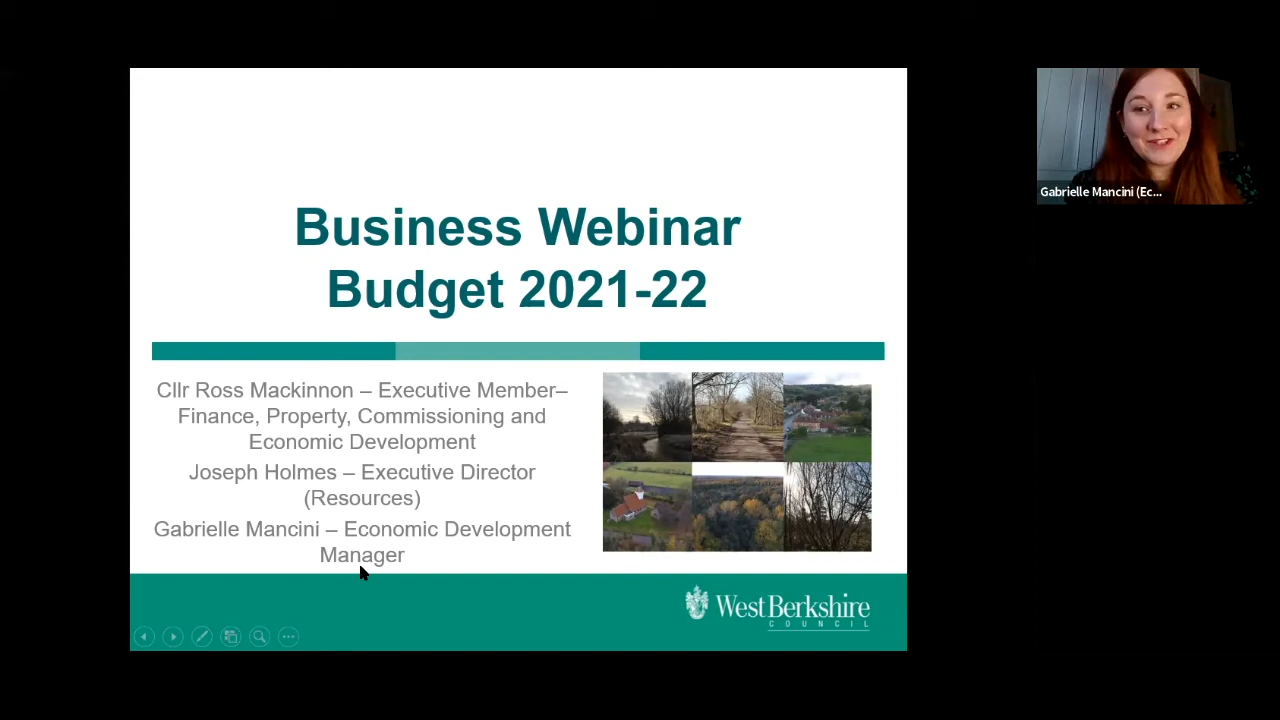 Business Webinar
Budget 2021-22
Cllr Ross Mackinnon – Executive Member–
Finance, Property, Commissioning and
Economic Development
Joseph Holmes – Executive Director
(Resources)
Gabrielle Mancini – Economic Development
Manager
West Berkshire
COUNCIL
Gabrielle Mancini (Ec...